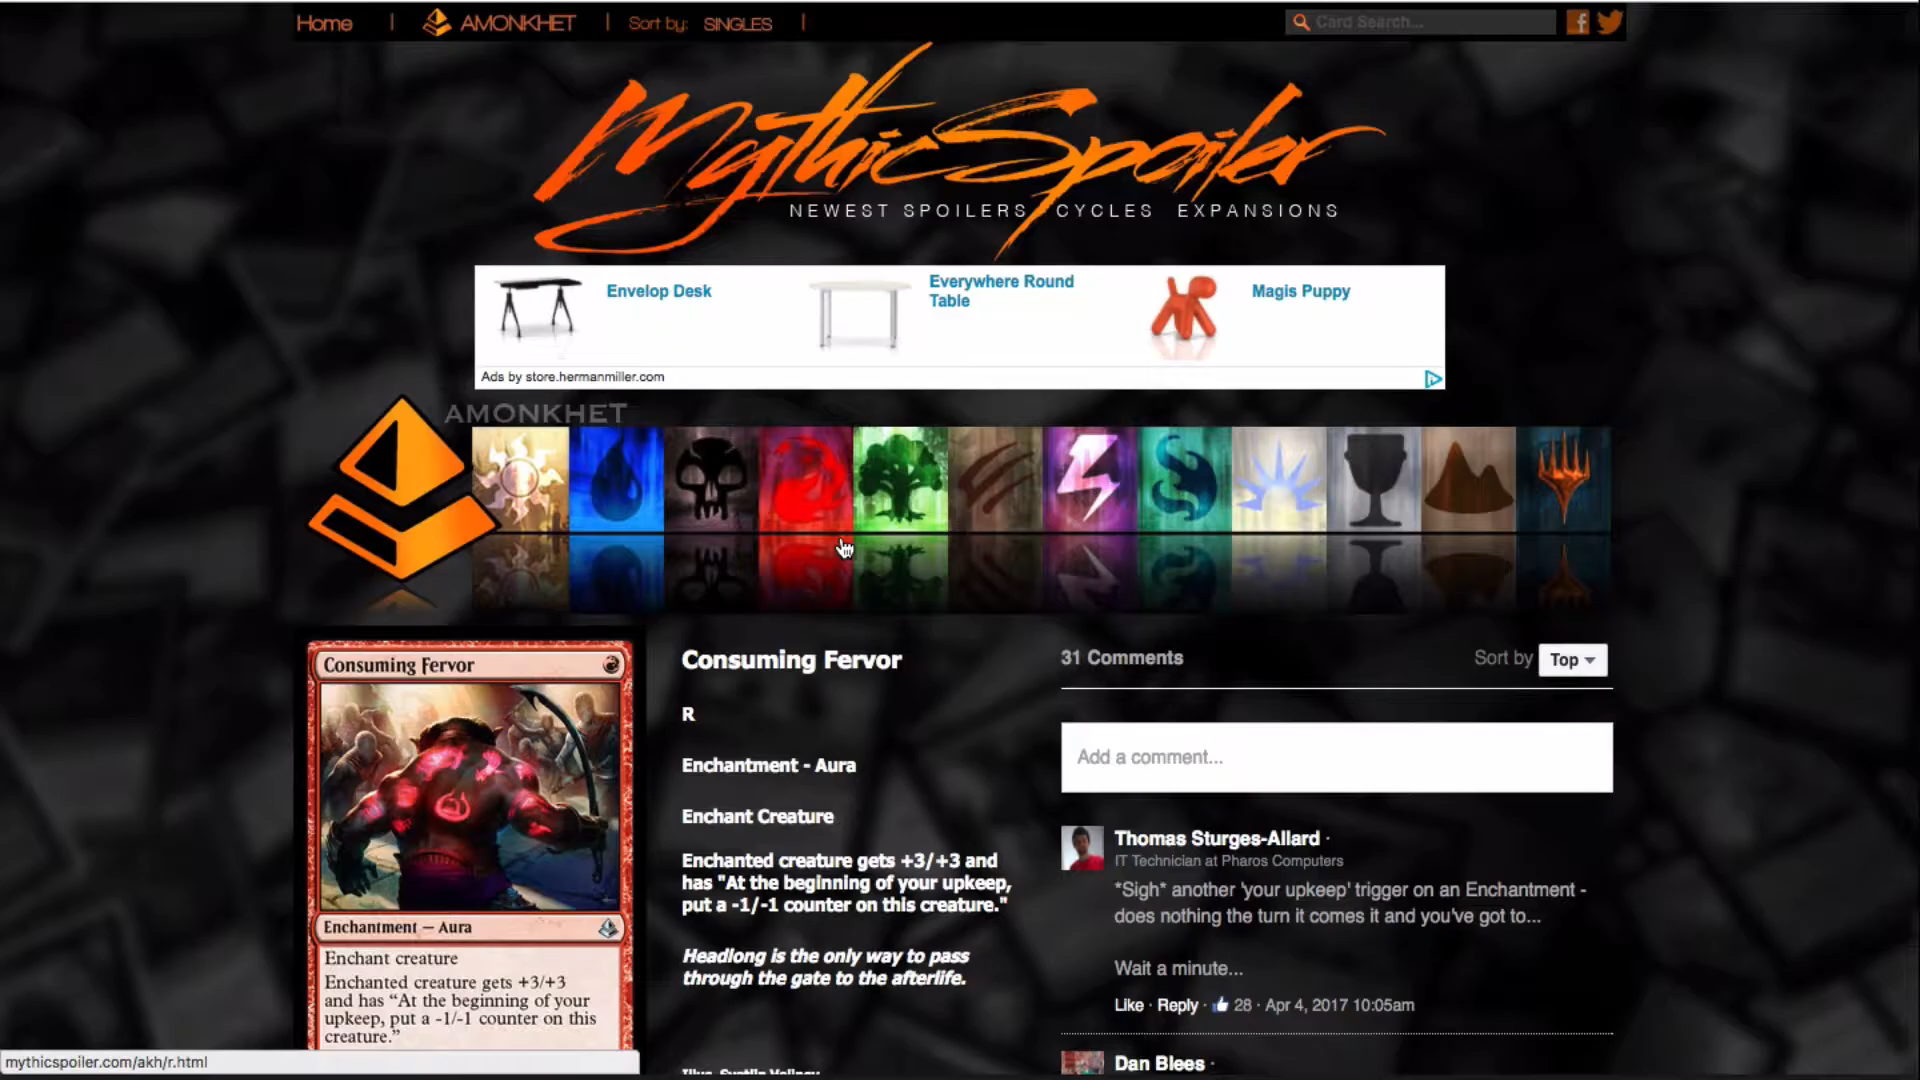 Home | AMONKHET | Sort by: SINGLES |
Card Search...
MythicSpoiler
NEWEST SPOILERS CYCLES EXPANSIONS
Envelop Desk
Everywhere Round
Table
Magis Puppy
Ads by store.hermanmiller.com
AMONKHET
Consuming Fervor
Enchantment — Aura
Enchant creature
Enchanted creature gets +3/+3
and has “At the beginning of your
upkeep, put a -1/-1 counter on this
creature.”
Consuming Fervor
R
Enchantment - Aura
Enchant Creature
Enchanted creature gets +3/+3 and
has "At the beginning of your upkeep,
put a -1/-1 counter on this creature."
Headlong is the only way to pass
through the gate to the afterlife.
31 Comments
Sort by Top
Add a comment...
Thomas Sturges-Allard ·
IT Technician at Pharos Computers
*Sigh* another 'your upkeep' trigger on an Enchantment -
does nothing the turn it comes it and you've got to...
Wait a minute...
Like · Reply · 28 · Apr 4, 2017 10:05am
Dan Blees ·
mythicspoiler.com/akh/r.html